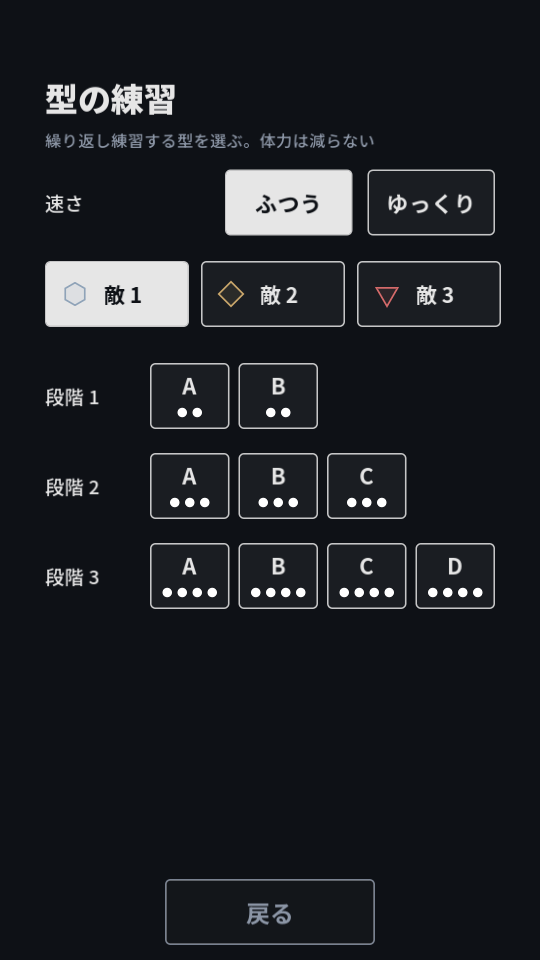 型の練習
繰り返し練習する型を選ぶ。体力は減らない
速さ ふつう ゆっくり
敵 1 敵 2 敵 3
段階 1 A B
段階 2 A B C
段階 3 A B C D
戻る